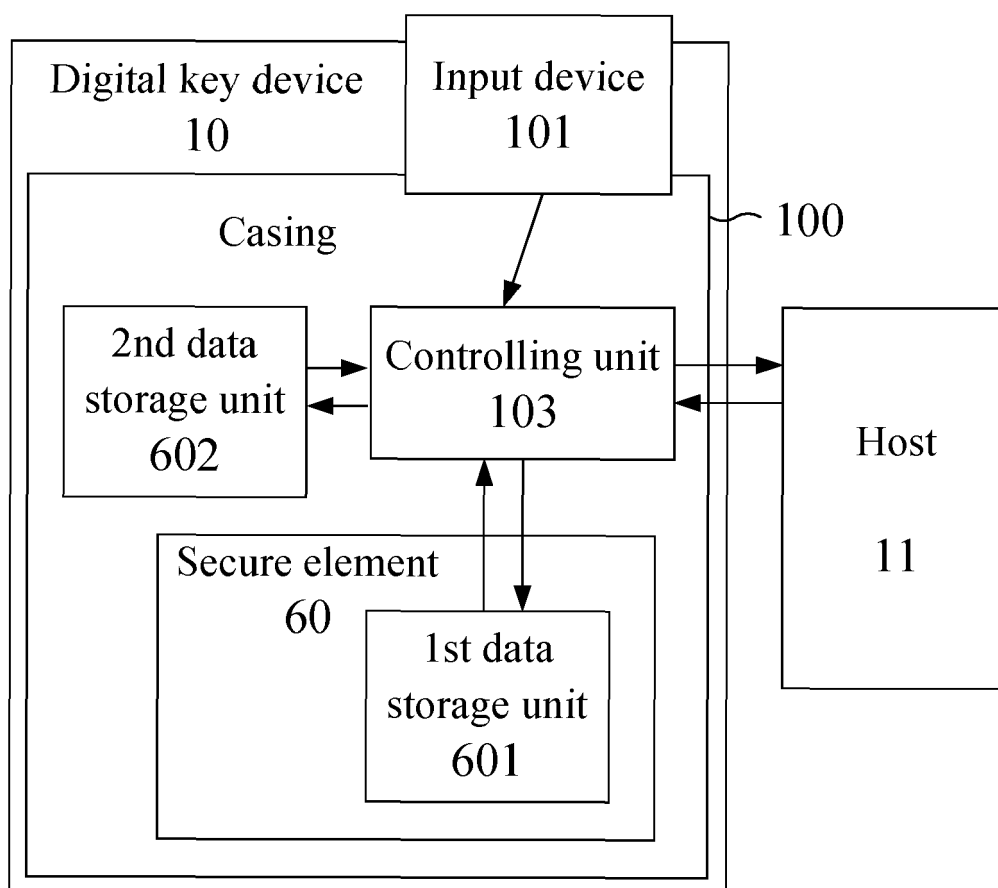 Digital key device
10
Input device
101
100
Casing
2nd data
storage unit
602
Controlling unit
103
Host
11
Secure element
60
1st data
storage unit
601